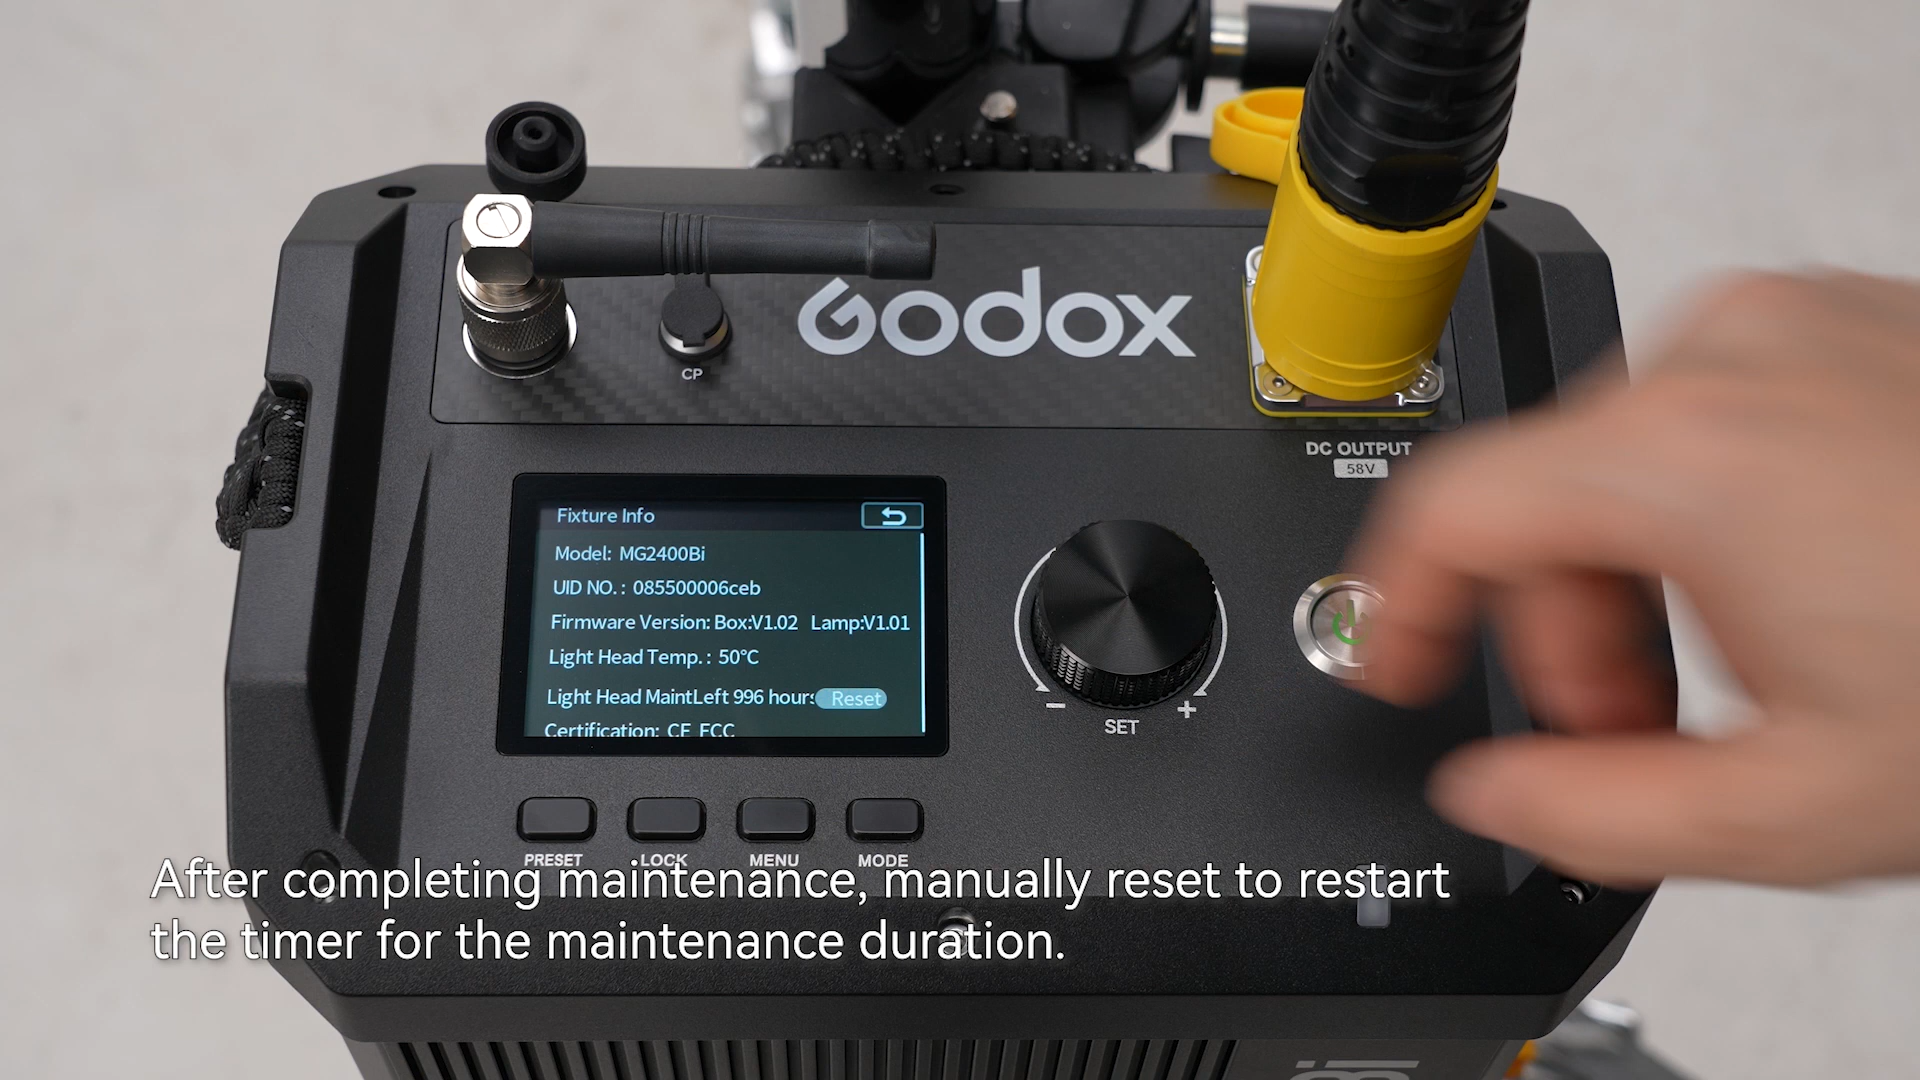 Godox
CP
DC OUTPUT
58V
Fixture Info
Model: MG2400Bi
UID NO.: 085500006ceb
Firmware Version: Box:V1.02 Lamp:V1.01
Light Head Temp.: 50℃
Light Head MaintLeft 996 hours Reset
Certification: CE FCC
− +
SET
PRESET LOCK MENU MODE
After completing maintenance, manually reset to restart
the timer for the maintenance duration.